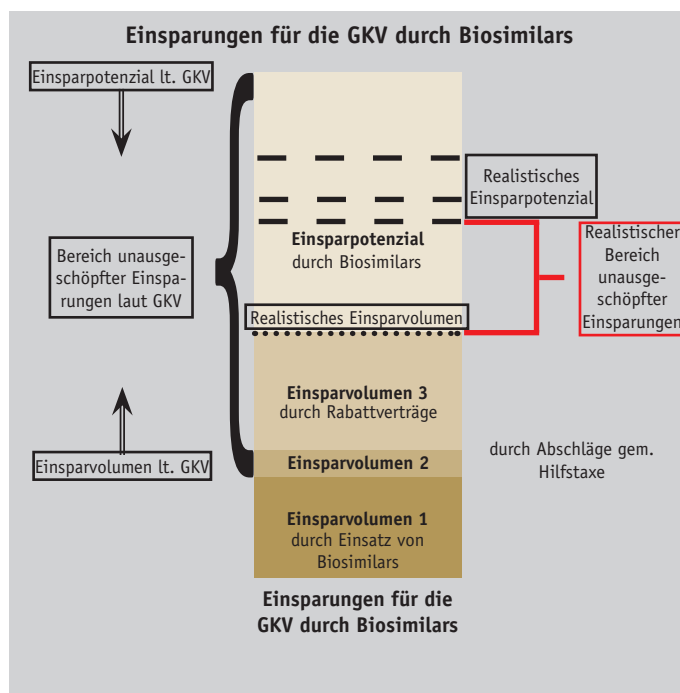 Einsparungen für die GKV durch Biosimilars
Einsparpotenzial lt. GKV
Realistisches
Einsparpotenzial
Einsparpotenzial
durch Biosimilars
Bereich unausge-
schöpfter Einspa-
rungen laut GKV
Realistischer
Bereich
unausge-
schöpfter
Einsparungen
Realistisches Einsparvolumen
Einsparvolumen 3
durch Rabattverträge
Einsparvolumen lt. GKV
Einsparvolumen 2
durch Abschläge gem.
Hilfstaxe
Einsparvolumen 1
durch Einsatz von
Biosimilars
Einsparungen für die
GKV durch Biosimilars